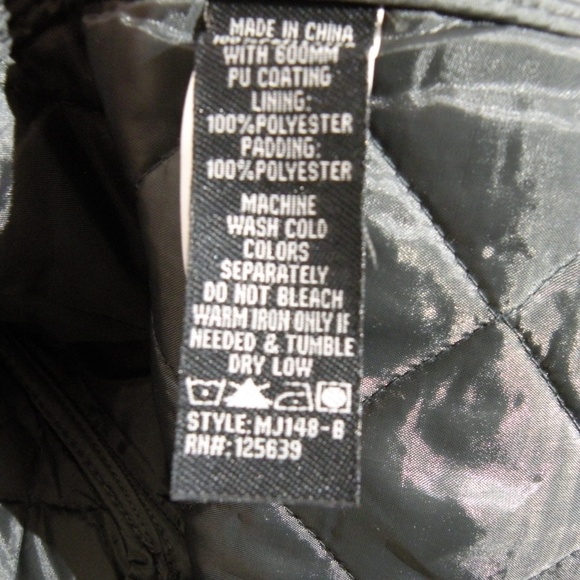 MADE IN CHINA
WITH 600MM
PU COATING
LINING:
100%POLYESTER
PADDING:
100%POLYESTER
MACHINE
WASH COLD
COLORS
SEPARATELY
DO NOT BLEACH
WARM IRON ONLY IF
NEEDED & TUMBLE
DRY LOW
STYLE: MJ148-B
RN#: 125639